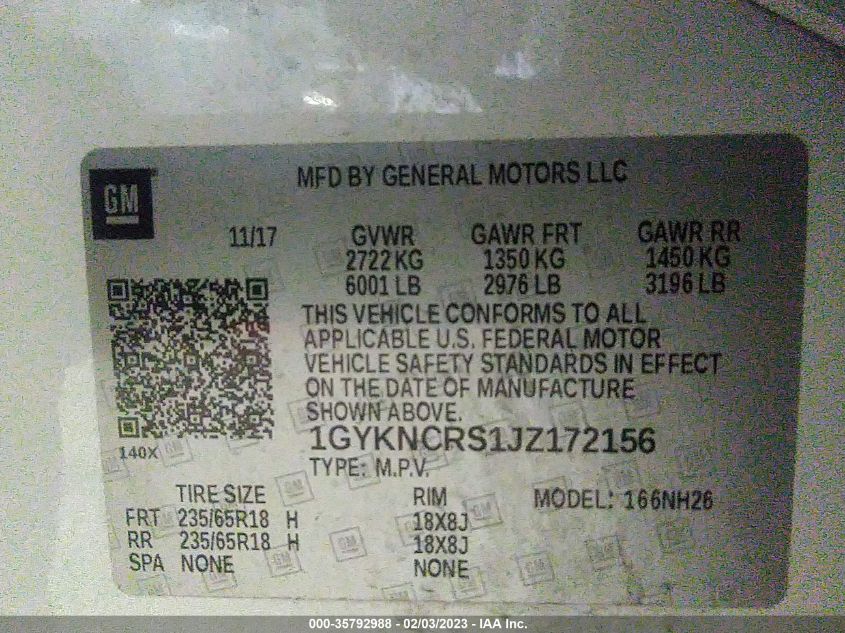 GM
MFD BY GENERAL MOTORS LLC
11/17 GVWR GAWR FRT GAWR RR
2722 KG 1350 KG 1450 KG
6001 LB 2976 LB 3196 LB
THIS VEHICLE CONFORMS TO ALL
APPLICABLE U.S. FEDERAL MOTOR
VEHICLE SAFETY STANDARDS IN EFFECT
ON THE DATE OF MANUFACTURE
SHOWN ABOVE.
140X
1GYKNCRS1JZ172156
TYPE: M.P.V.
TIRE SIZE RIM MODEL: 166NH26
FRT 235/65R18 H 18X8J
RR 235/65R18 H 18X8J
SPA NONE NONE
000-35792988 - 02/03/2023 - IAA Inc.